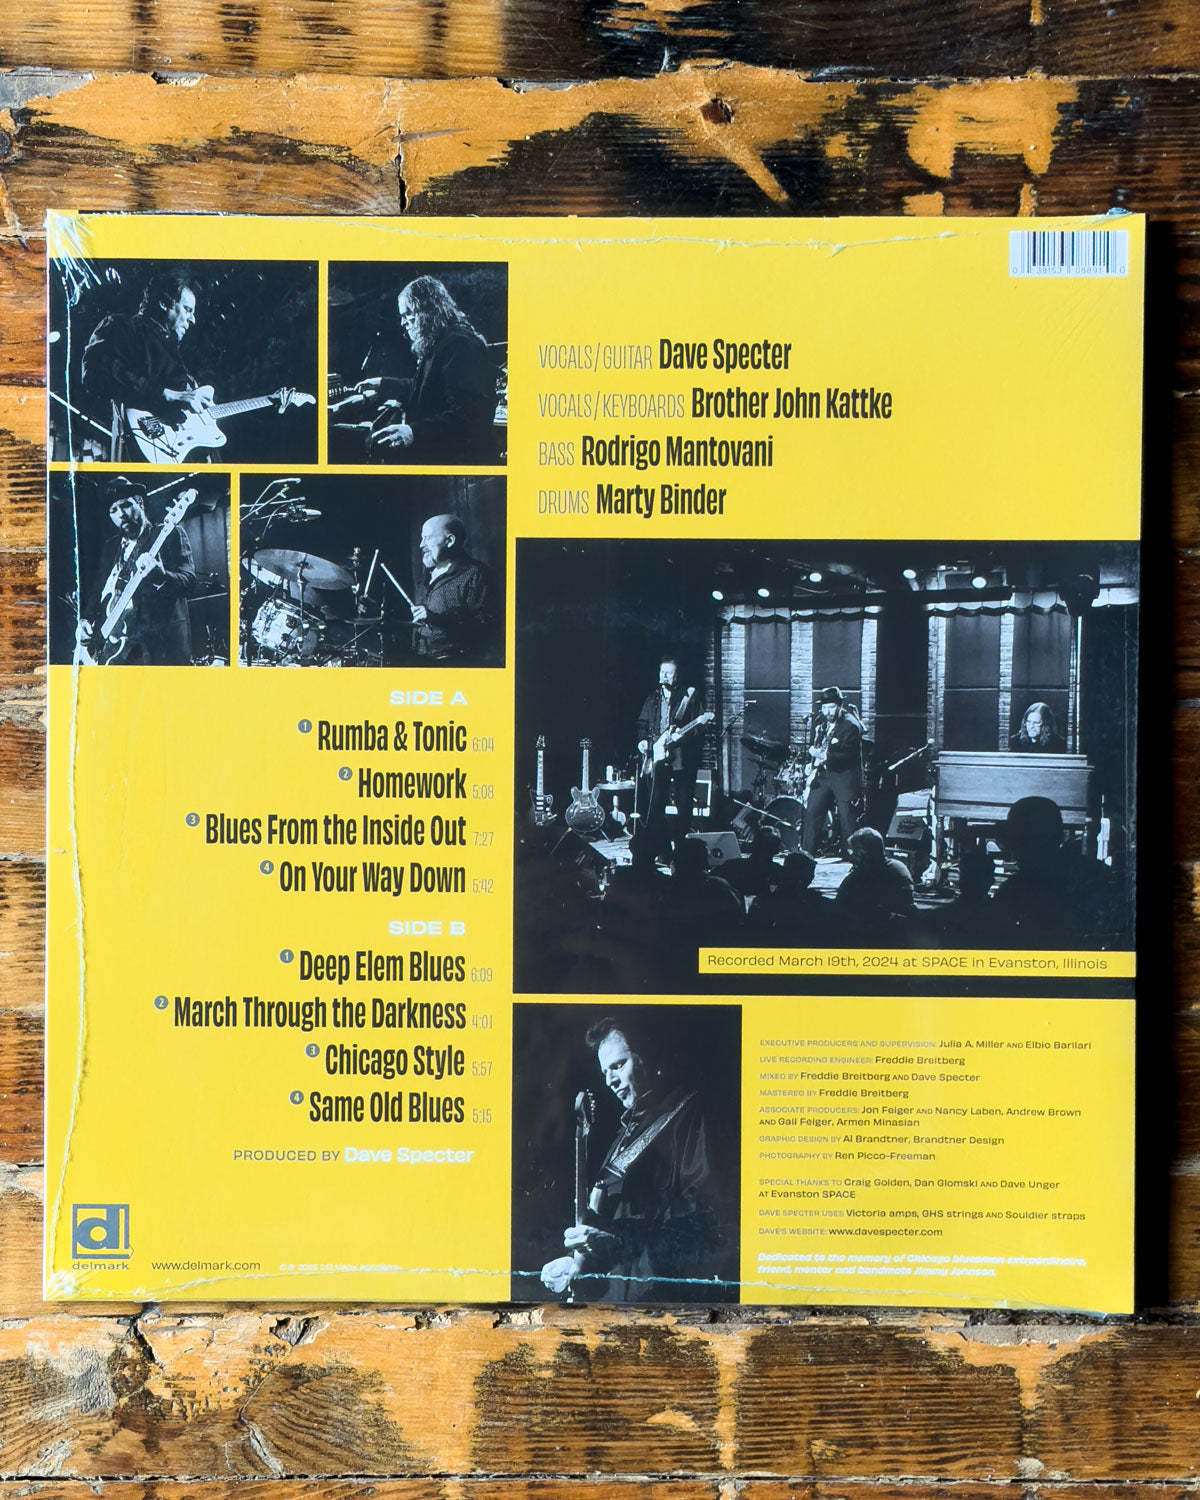 0 38153 08891 0
VOCALS/GUITAR Dave Specter
VOCALS/KEYBOARDS Brother John Kattke
BASS Rodrigo Mantovani
DRUMS Marty Binder
SIDE A
1 Rumba & Tonic 6:04
2 Homework 5:08
3 Blues From the Inside Out 7:27
4 On Your Way Down 5:42
SIDE B
1 Deep Elem Blues 6:09
2 March Through the Darkness 4:01
3 Chicago Style 5:57
4 Same Old Blues 5:15
PRODUCED BY Dave Specter
d
delmark
www.delmark.com
©℗ 2025 DELMARK RECORDS
Recorded March 19th, 2024 at SPACE in Evanston, Illinois
EXECUTIVE PRODUCERS AND SUPERVISION: Julia A. Miller AND Elbio Barilari
LIVE RECORDING ENGINEER: Freddie Breitberg
MIXED BY Freddie Breitberg AND Dave Specter
MASTERED BY Freddie Breitberg
ASSOCIATE PRODUCERS: Jon Feiger AND Nancy Laben, Andrew Brown
AND Gail Feiger, Armen Minasian
GRAPHIC DESIGN BY Al Brandtner, Brandtner Design
PHOTOGRAPHY BY Ren Picco-Freeman
SPECIAL THANKS TO Craig Golden, Dan Glomski AND Dave Unger
AT Evanston SPACE
DAVE SPECTER USES Victoria amps, GHS strings AND Souldier straps
DAVE'S WEBSITE: www.davespecter.com
Dedicated to the memory of Chicago bluesman extraordinaire,
friend, mentor and bandmate Jimmy Johnson.